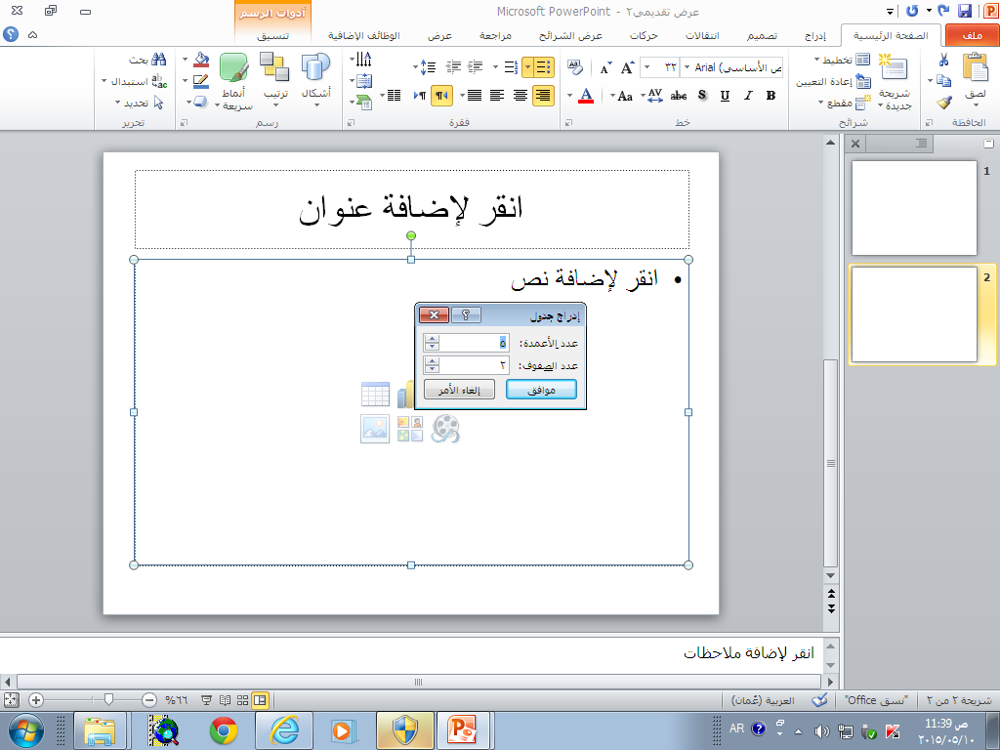 عرض تقديمي٢ - Microsoft PowerPoint
أدوات الرسم
ملف
الصفحة الرئيسية
إدراج
تصميم
انتقالات
حركات
عرض الشرائح
مراجعة
عرض
الوظائف الإضافية
تنسيق
لصق
الحافظة
شريحة جديدة
تخطيط
إعادة التعيين
مقطع
شرائح
ص الأساسي) Arial
٣٢
B I U S abc AV Aa A
خط
فقرة
أشكال
ترتيب
أنماط سريعة
رسم
بحث
استبدال
تحديد
تحرير
1
2
انقر لإضافة عنوان
• انقر لإضافة نص
إدراج جدول
عدد الأعمدة: ٥
عدد الصفوف: ٢
موافق
إلغاء الأمر
انقر لإضافة ملاحظات
شريحة ٢ من ٢
"نسق Office"
العربية (عُمان)
%٦٦
AR
11:39 ص
٢٠١٥/٠٥/١٠